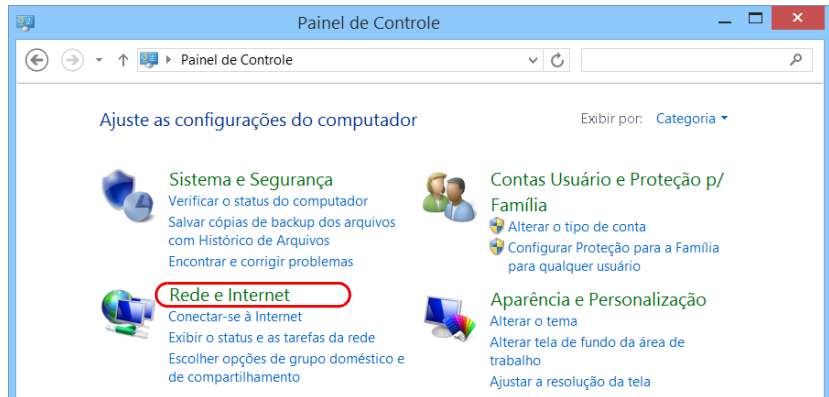 Painel de Controle
Painel de Controle
Ajuste as configurações do computador
Exibir por: Categoria
Sistema e Segurança
Verificar o status do computador
Salvar cópias de backup dos arquivos
com Histórico de Arquivos
Encontrar e corrigir problemas
Rede e Internet
Conectar-se à Internet
Exibir o status e as tarefas da rede
Escolher opções de grupo doméstico e
de compartilhamento
Contas Usuário e Proteção p/
Família
Alterar o tipo de conta
Configurar Proteção para a Família
para qualquer usuário
Aparência e Personalização
Alterar o tema
Alterar tela de fundo da área de
trabalho
Ajustar a resolução da tela